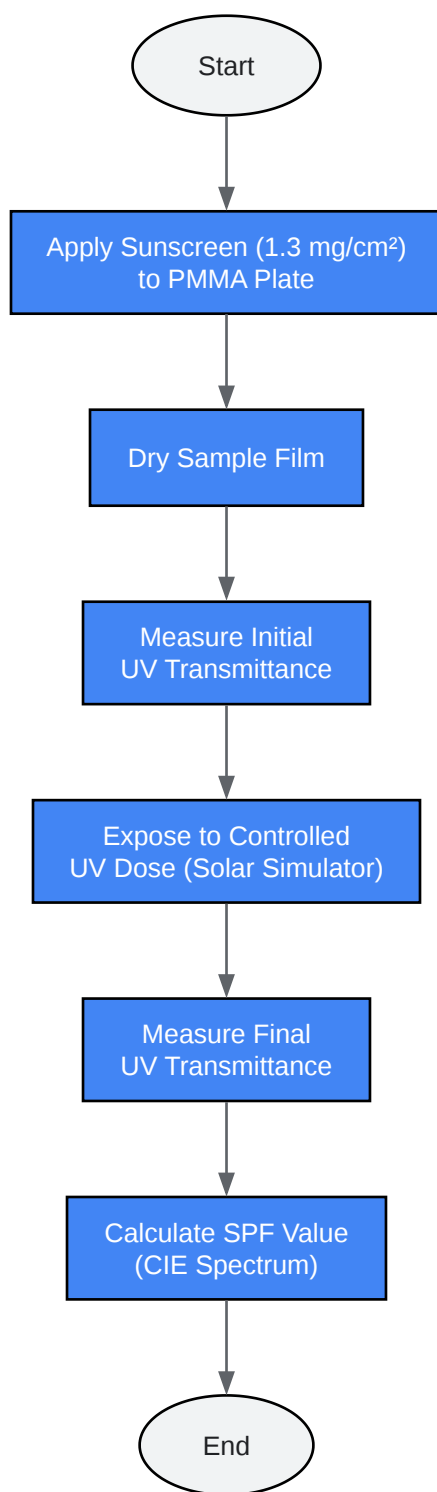 Start
Apply Sunscreen (1.3 mg/cm²)
to PMMA Plate
Dry Sample Film
Measure Initial
UV Transmittance
Expose to Controlled
UV Dose (Solar Simulator)
Measure Final
UV Transmittance
Calculate SPF Value
(CIE Spectrum)
End